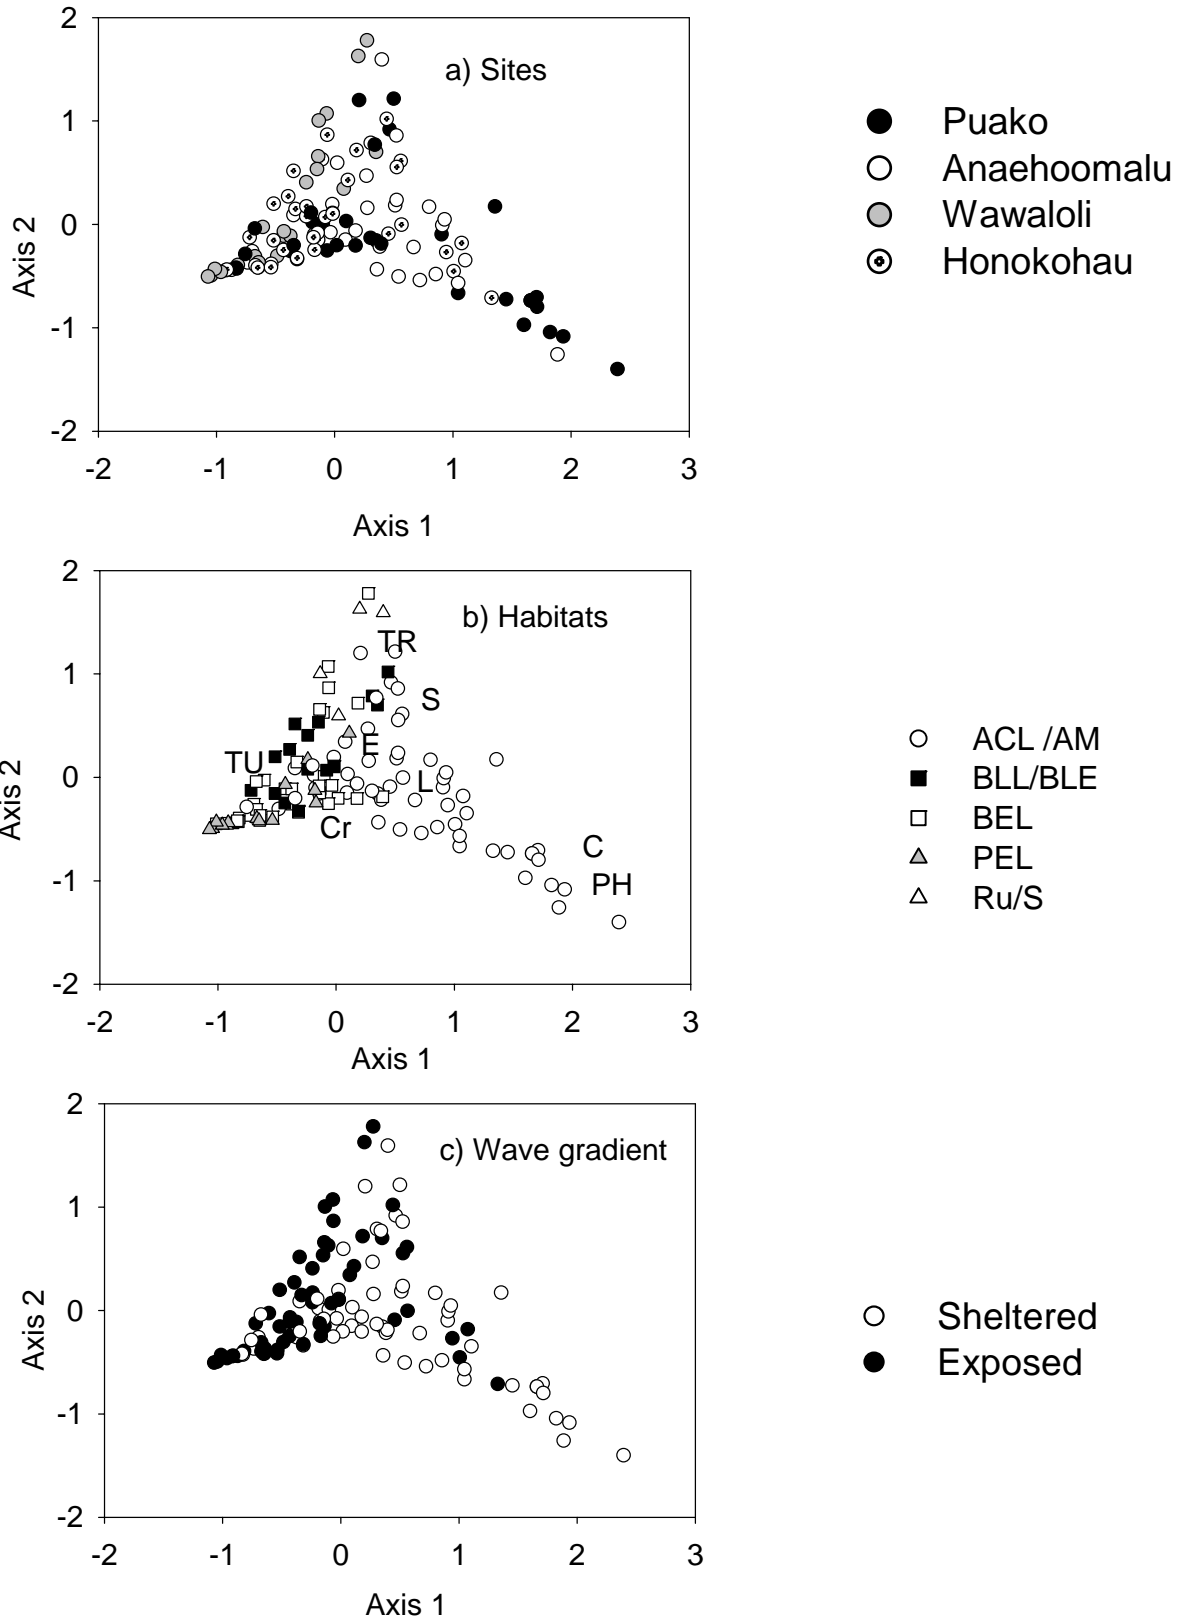 2
a) Sites
1
0
-1
-2
Axis 2
-2 -1 0 1 2 3
Axis 1
Puako
Anaehoomalu
Wawaloli
Honokohau
2
b) Habitats
TR
1
S
E
TU
0
L
Cr
C
-1
PH
-2
Axis 2
-2 -1 0 1 2 3
Axis 1
ACL /AM
BLL/BLE
BEL
PEL
Ru/S
2
c) Wave gradient
1
0
-1
-2
Axis 2
-2 -1 0 1 2 3
Axis 1
Sheltered
Exposed